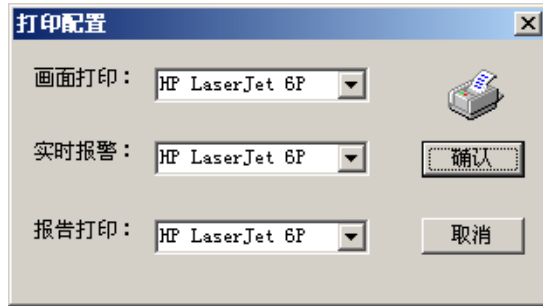 打印配置
画面打印： HP LaserJet 6P
实时报警： HP LaserJet 6P
确认
报告打印： HP LaserJet 6P
取消